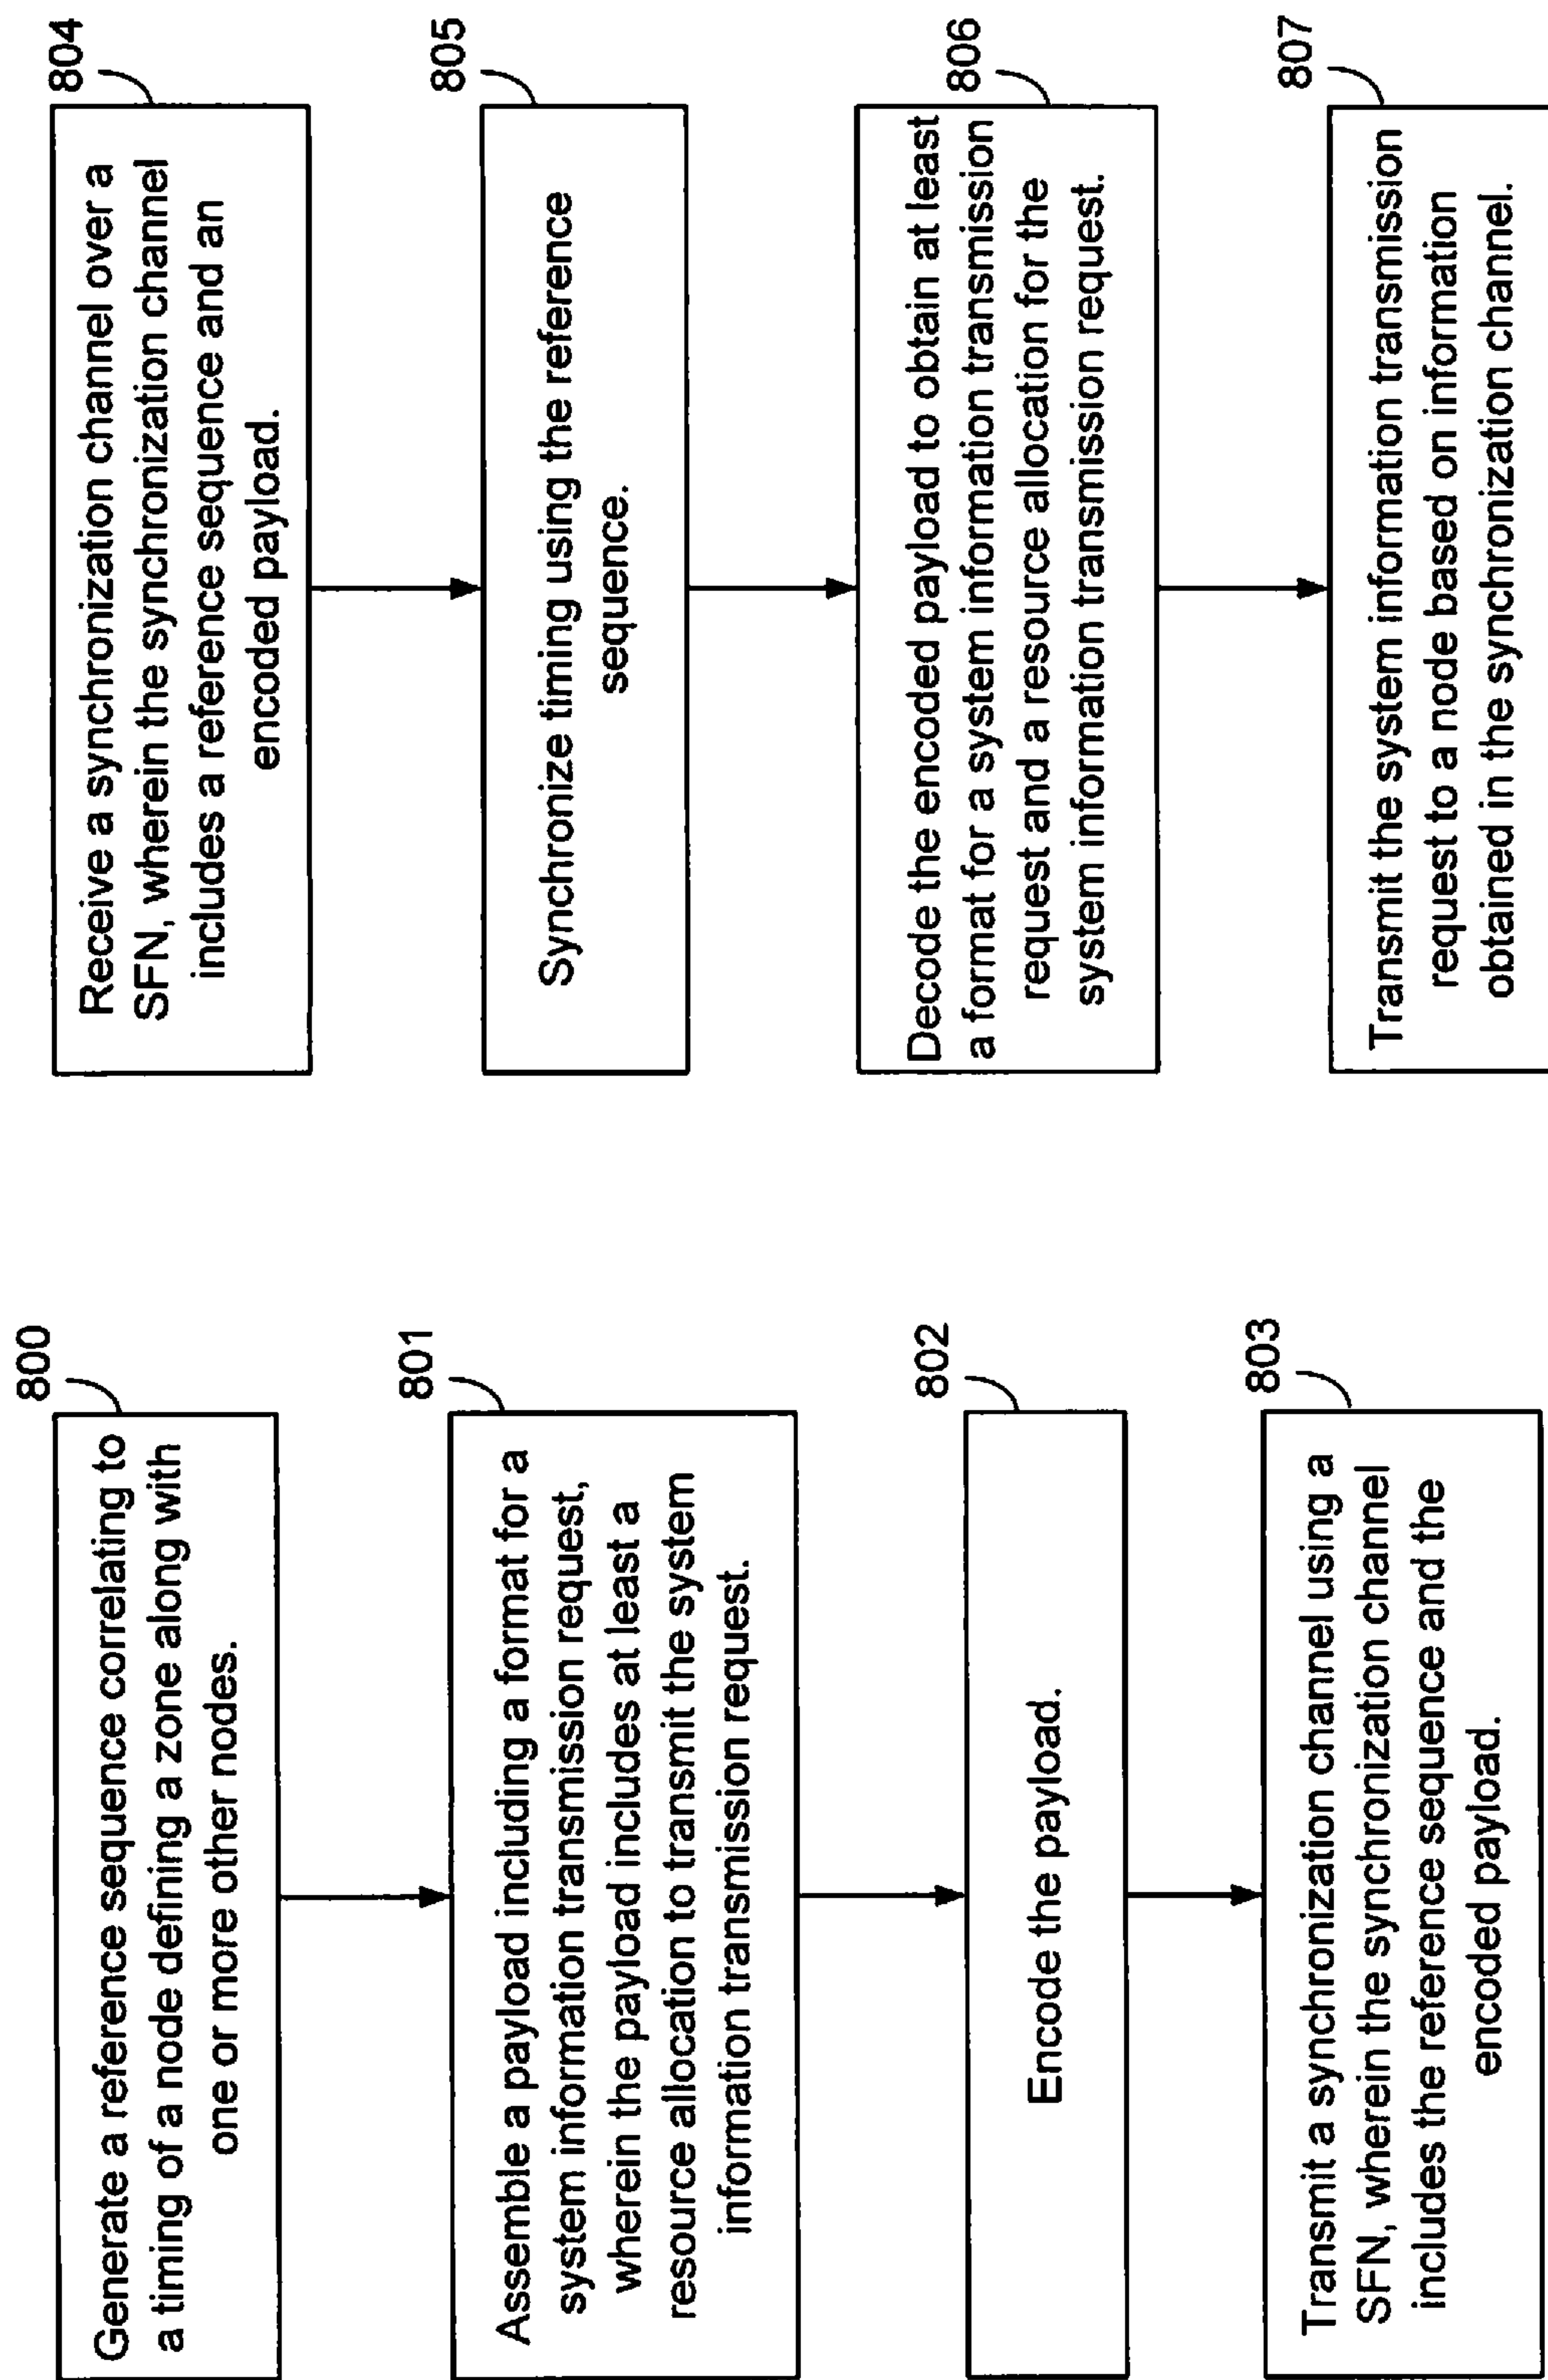 800
Generate a reference sequence correlating to
a timing of a node defining a zone along with
one or more other nodes.
801
Assemble a payload including a format for a
system information transmission request,
wherein the payload includes at least a
resource allocation to transmit the system
information transmission request.
802
Encode the payload.
803
Transmit a synchronization channel using a
SFN, wherein the synchronization channel
includes the reference sequence and the
encoded payload.
804
Receive a synchronization channel over a
SFN, wherein the synchronization channel
includes a reference sequence and an
encoded payload.
805
Synchronize timing using the reference
sequence.
806
Decode the encoded payload to obtain at least
a format for a system information transmission
request and a resource allocation for the
system information transmission request.
807
Transmit the system information transmission
request to a node based on information
obtained in the synchronization channel.